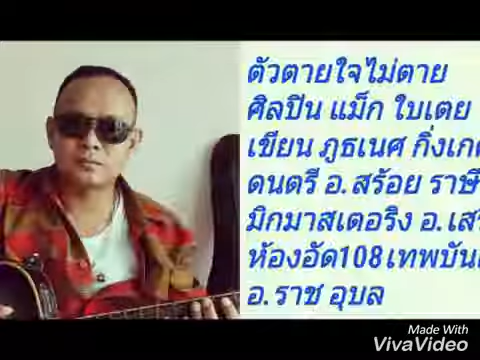 ตัวตายใจไม่ตาย
ศิลปิน แม็ก ใบเตย
เขียน ภูธเนศ
ดนตรี อ. สร้อย
มิกมาสเตอริง อ.
ห้องอัด108
อ. ราช อุบล
Made With
VivaVideo